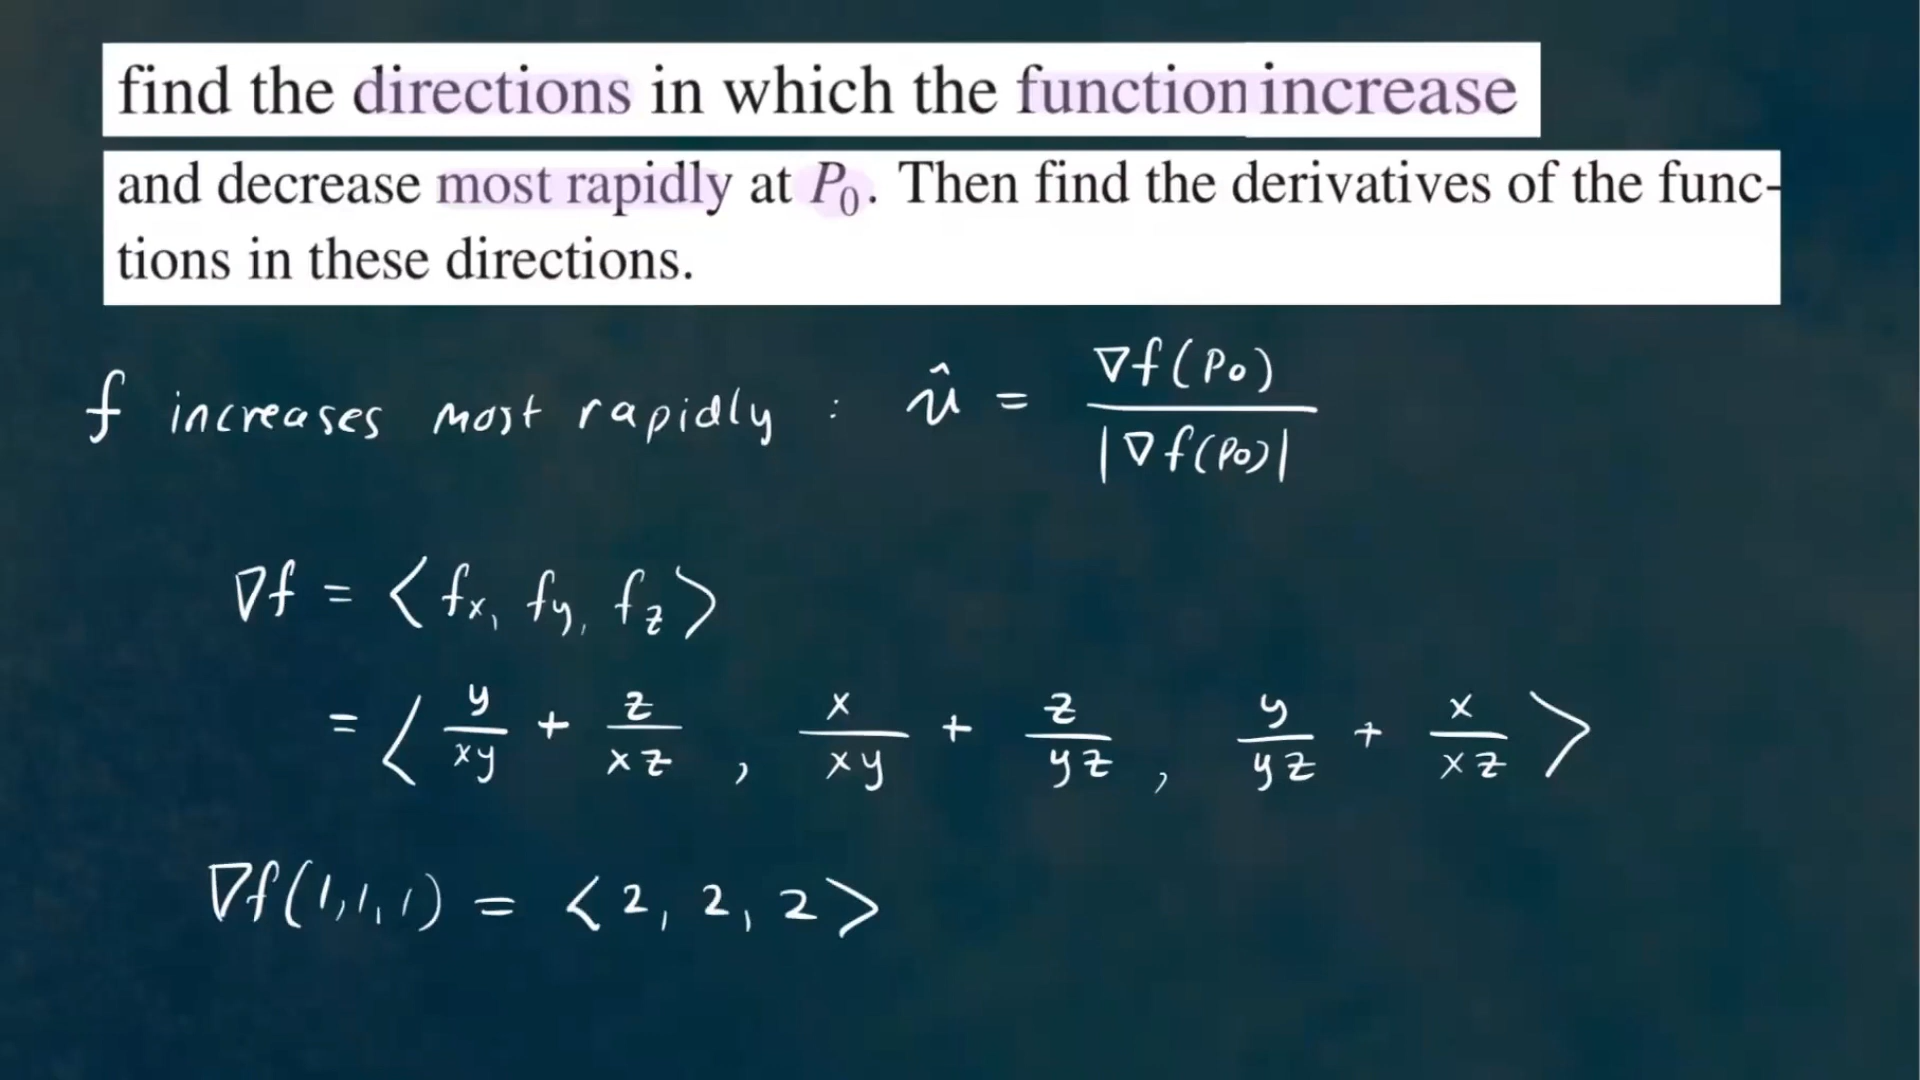 find the directions in which the function increase
and decrease most rapidly at P₀. Then find the derivatives of the func-
tions in these directions.
f increases most rapidly : û = ∇f(P₀) / |∇f(P₀)|
∇f = ⟨ fx, fy, fz ⟩
= ⟨ y/xy + z/xz , x/xy + z/yz , y/yz + x/xz ⟩
∇f(1,1,1) = ⟨2, 2, 2⟩